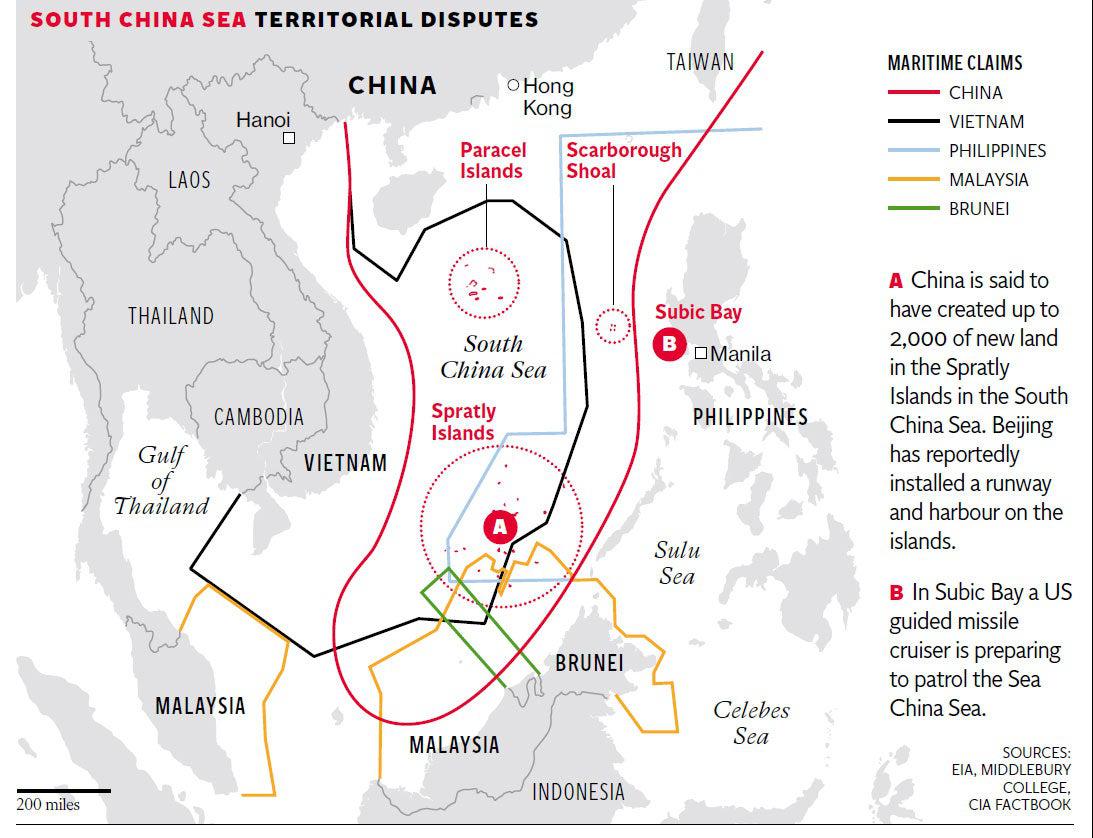 SOUTH CHINA SEA TERRITORIAL DISPUTES
TAIWAN
CHINA
Hong
Kong
Hanoi
Paracel
Islands
Scarborough
Shoal
LAOS
THAILAND
South
China Sea
Subic Bay
B
Manila
CAMBODIA
Spratly
Islands
PHILIPPINES
Gulf
of
Thailand
VIETNAM
A
Sulu
Sea
BRUNEI
MALAYSIA
MALAYSIA
Celebes
Sea
INDONESIA
200 miles
MARITIME CLAIMS
CHINA
VIETNAM
PHILIPPINES
MALAYSIA
BRUNEI
A China is said to
have created up to
2,000 of new land
in the Spratly
Islands in the South
China Sea. Beijing
has reportedly
installed a runway
and harbour on the
islands.
B In Subic Bay a US
guided missile
cruiser is preparing
to patrol the Sea
China Sea.
SOURCES:
EIA, MIDDLEBURY
COLLEGE,
CIA FACTBOOK